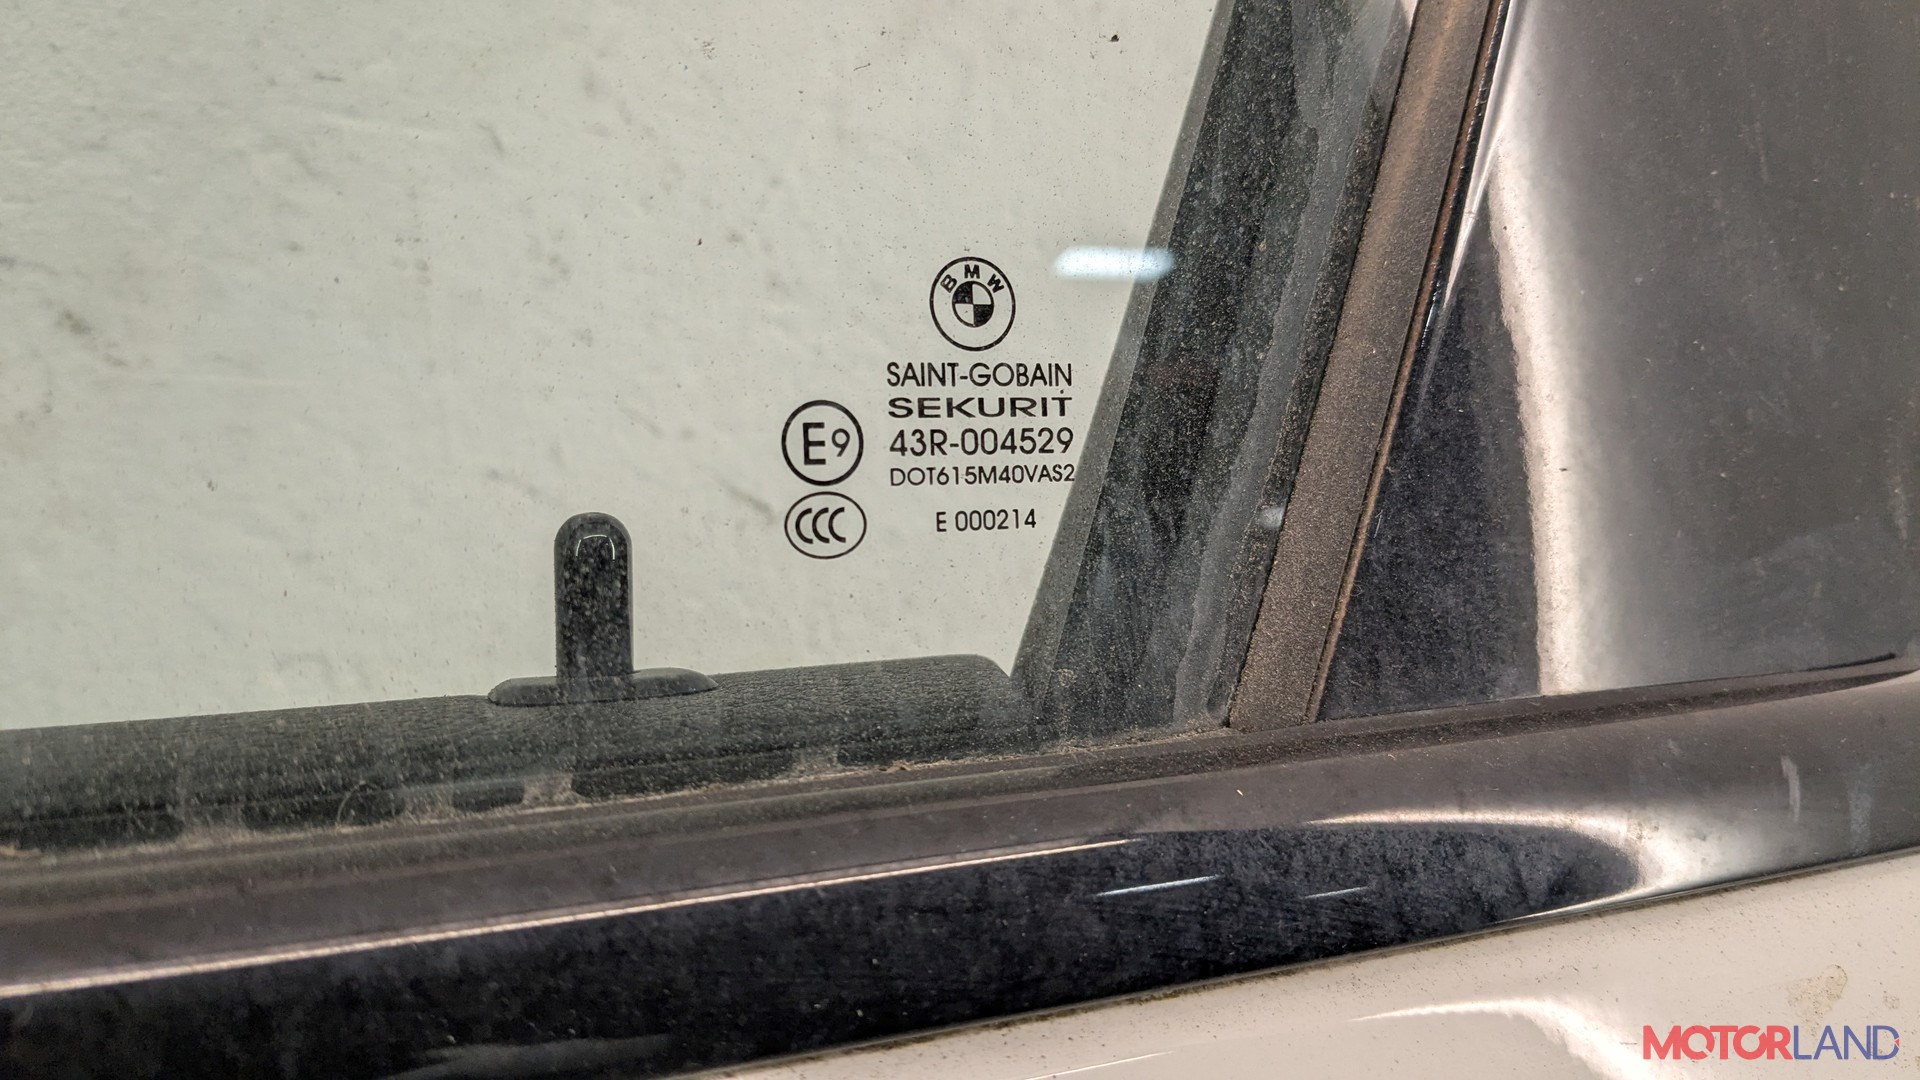 BMW
SAINT-GOBAIN
SEKURIT
E9
43R-004529
DOT615M40VAS2
CCC
E 000214
MOTORLAND